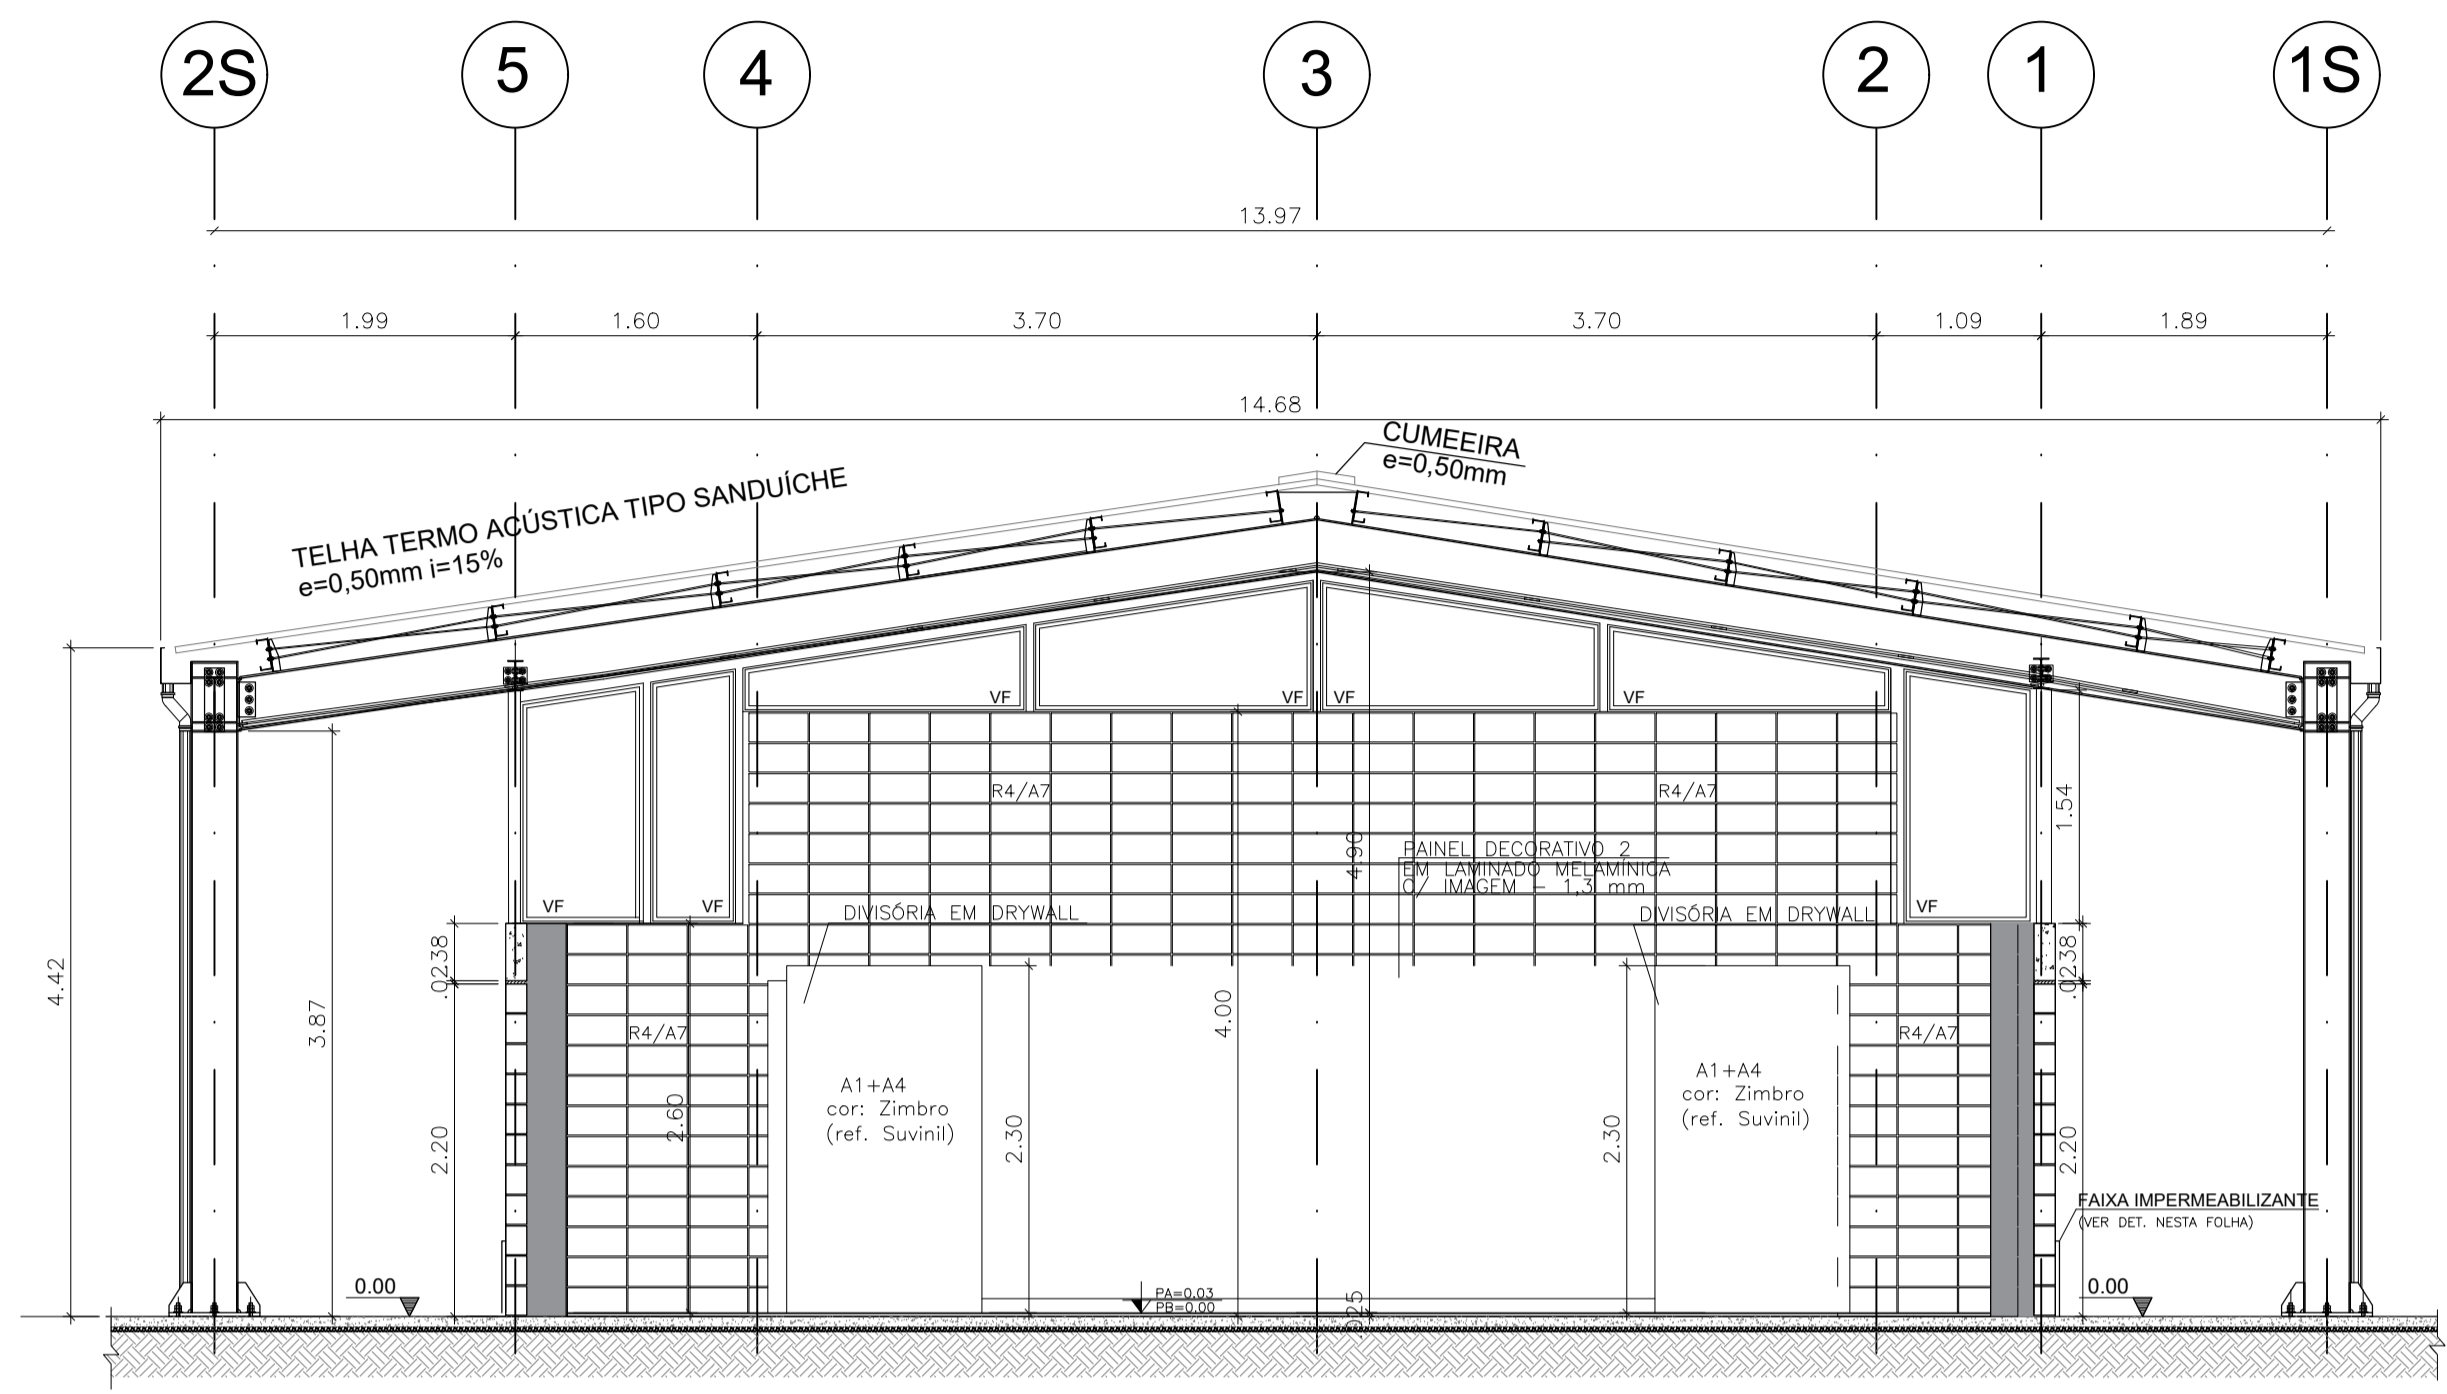 2S
5
4
3
2
1
1S
13.97
1.99
1.60
3.70
3.70
1.09
1.89
14.68
CUMEEIRA
e=0,50mm
TELHA TERMO ACÚSTICA TIPO SANDUÍCHE
e=0,50mm i=15%
VF
VF
VF
VF
R4/A7
R4/A7
1.54
4.90
PAINEL DECORATIVO 2
EM LAMINADO MELAMÍNICA
C/ IMAGEM - 1,3 mm
VF
VF
VF
DIVISÓRIA EM DRYWALL
DIVISÓRIA EM DRYWALL
.38
.02
.38
.02
4.42
3.87
4.00
R4/A7
R4/A7
A1+A4
cor: Zimbro
(ref. Suvinil)
A1+A4
cor: Zimbro
(ref. Suvinil)
2.20
2.60
2.30
2.30
2.20
FAIXA IMPERMEABILIZANTE
(VER DET. NESTA FOLHA)
0.00
PA=0.03
PB=0.00
.025
0.00